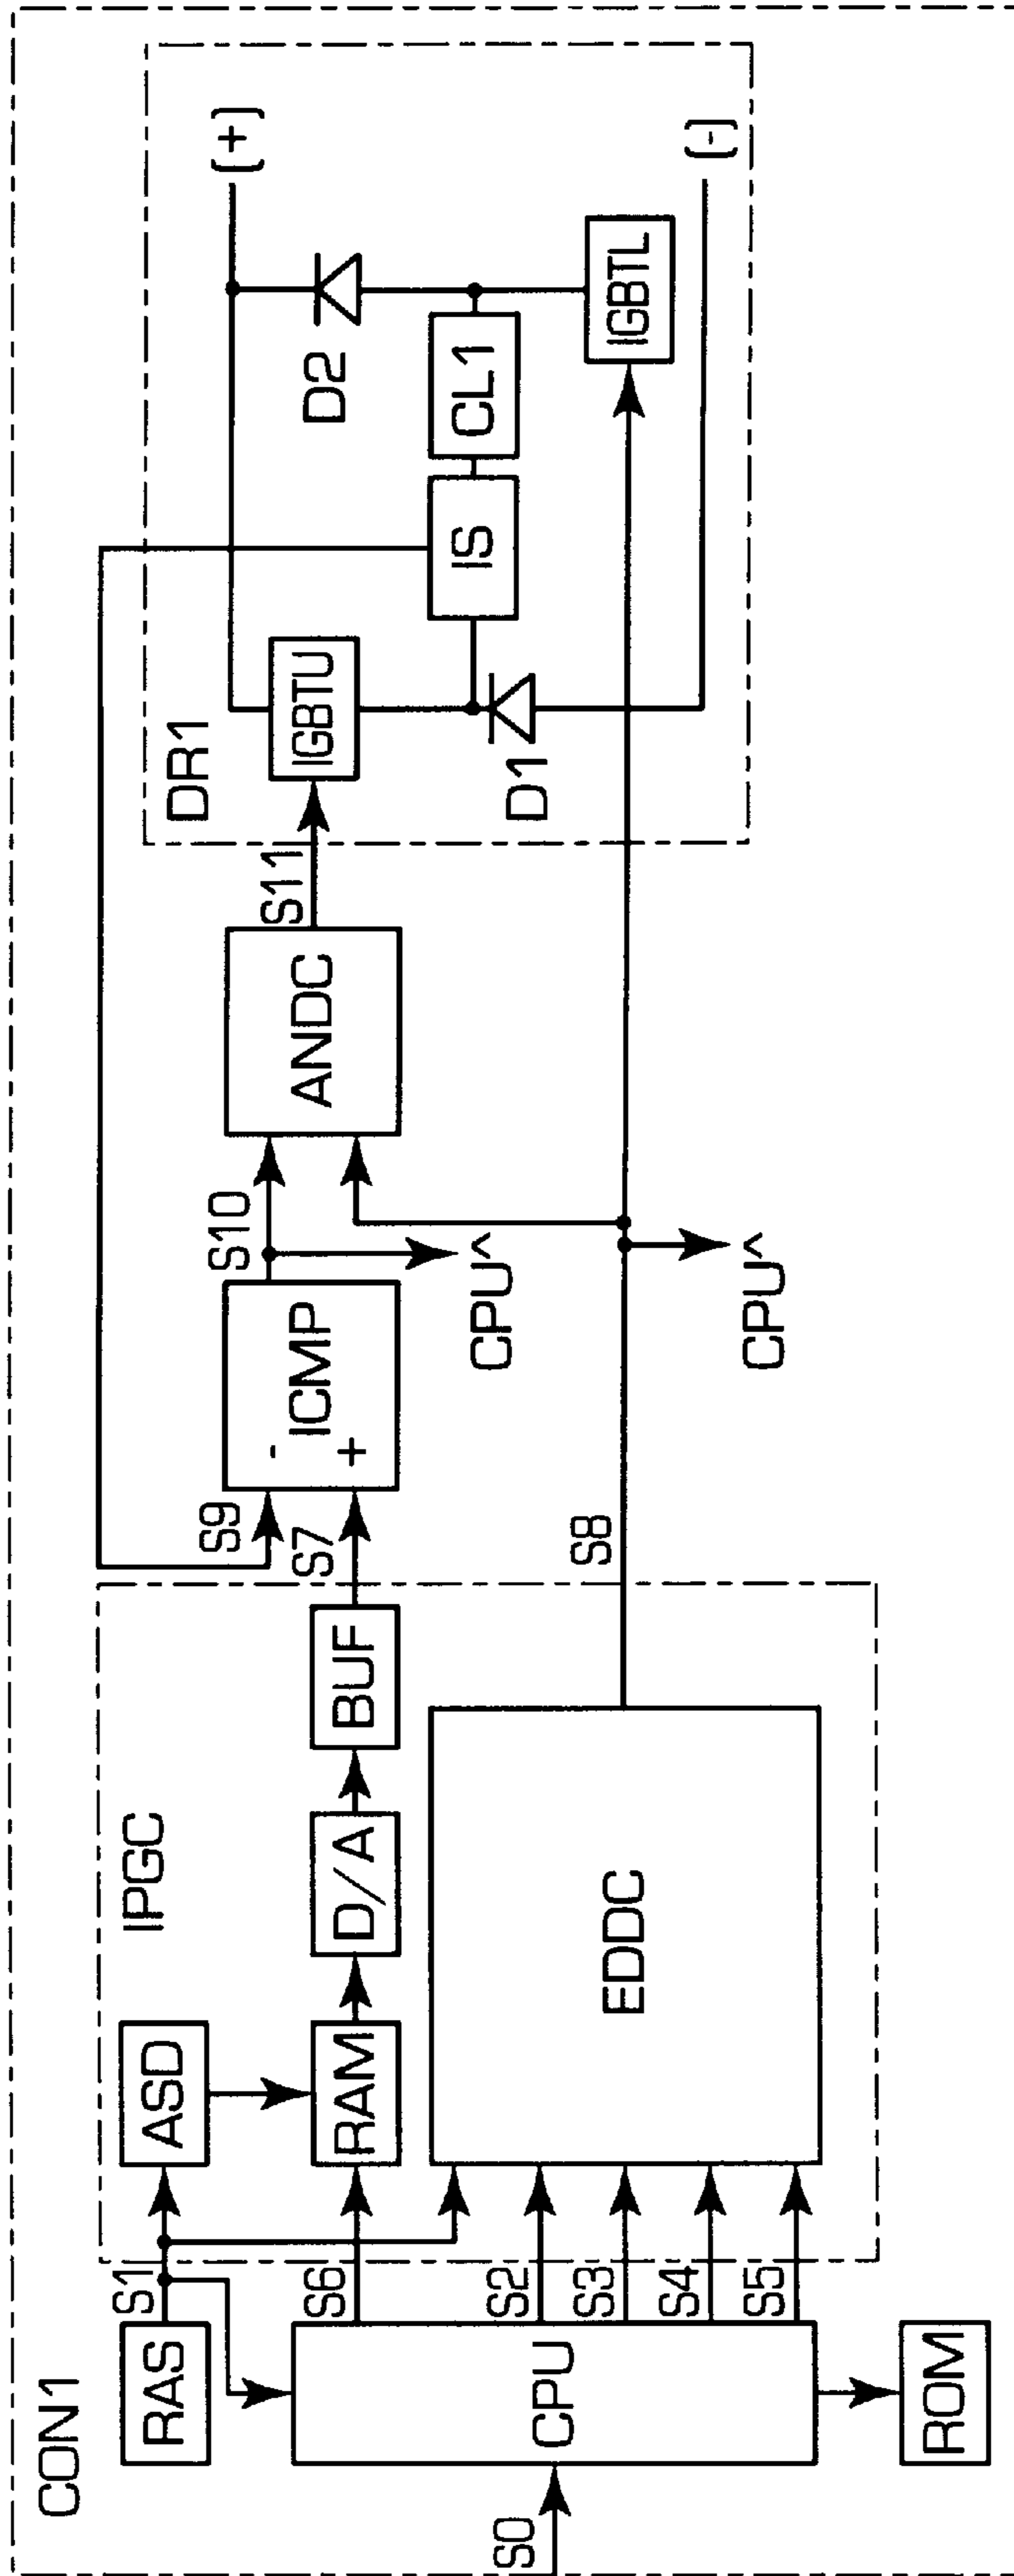 CON1
RAS
S1
S0
CPU
ROM
S6
S2
S3
S4
S5
IPGC
ASD
RAM
D/A
BUF
EDDC
S9
S7
S8
-
+
ICMP
S10
CPU^
CPU^
ANDC
S11
DR1
IGBTU
D1
IS
CL1
D2
IGBTL
(+)
(-)